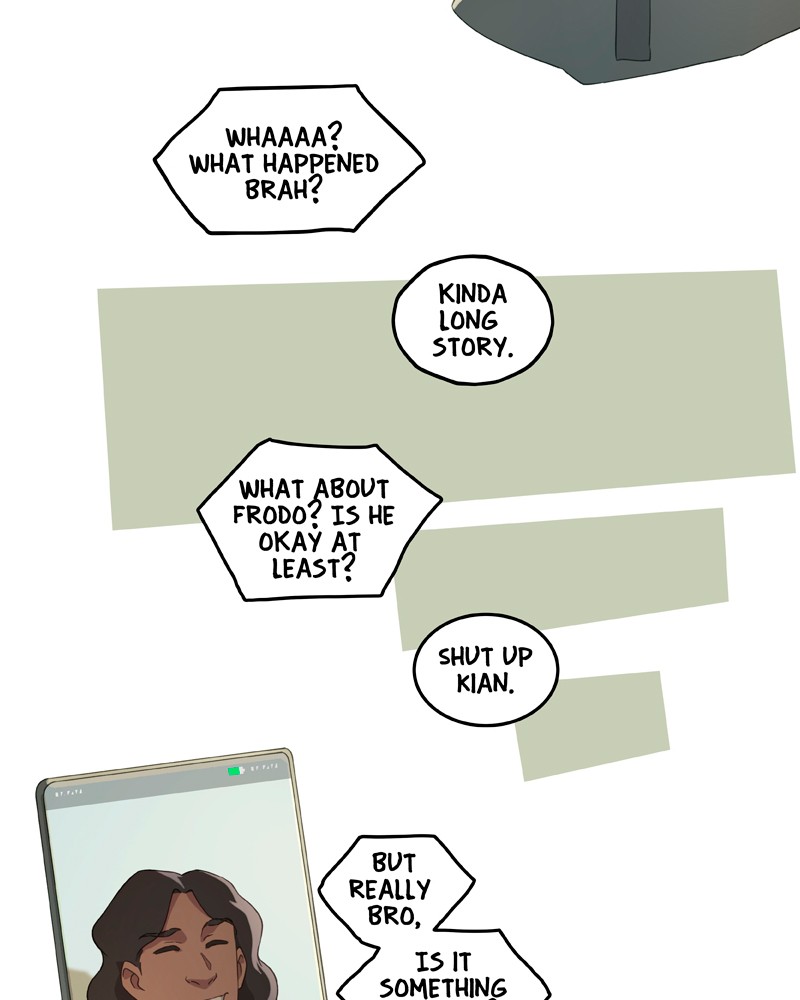 WHAAAA?
WHAT HAPPENED
BRAH?
KINDA
LONG
STORY.
WHAT ABOUT
FRODO? IS HE
OKAY AT
LEAST?
SHUT UP
KIAN.
BUT
REALLY
BRO,
IS IT
SOMETHING